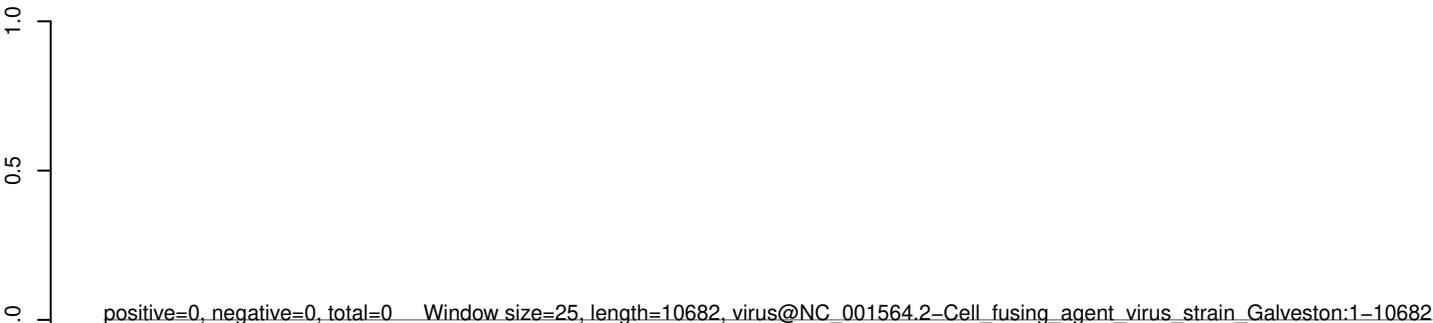 1.0
0.5
.0
positive=0, negative=0, total=0 Window size=25, length=10682, virus@NC_001564.2−Cell_fusing_agent_virus_strain_Galveston:1−10682